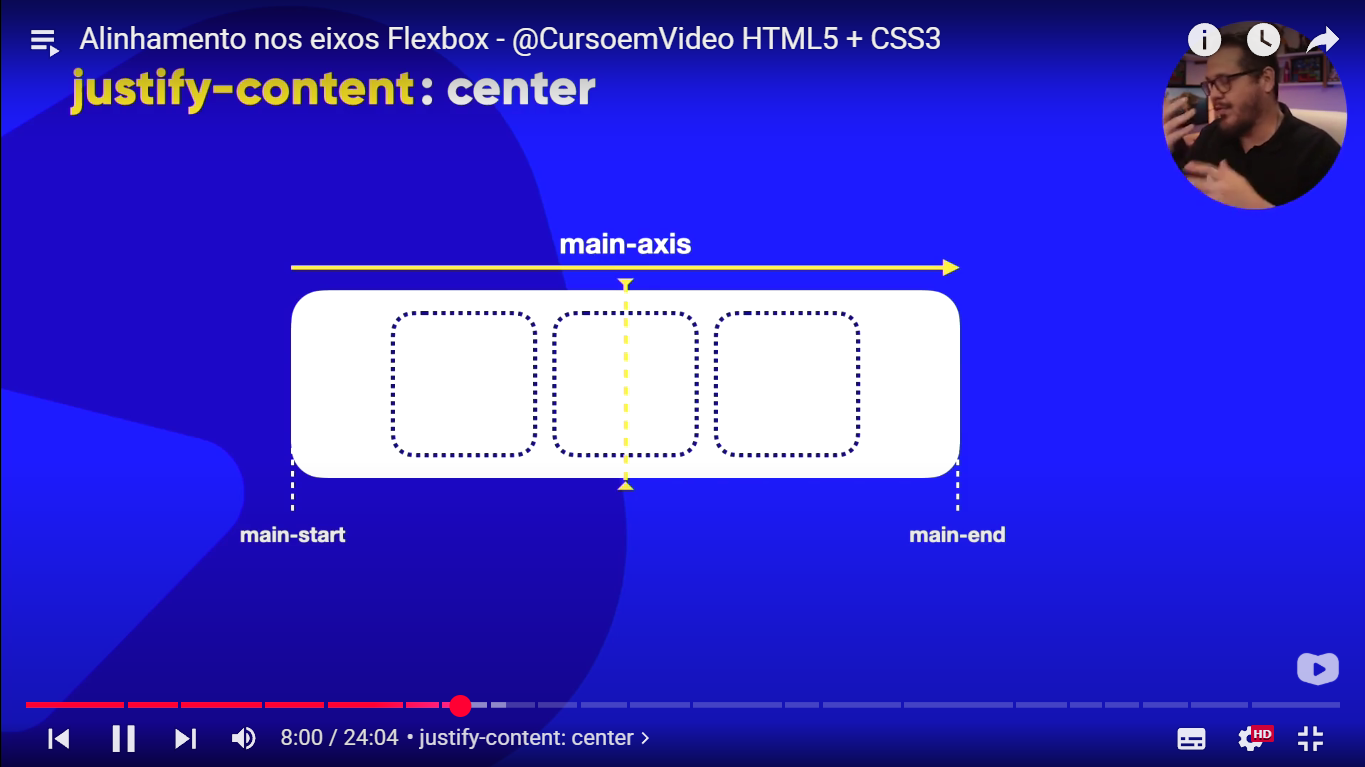 Alinhamento nos eixos Flexbox - @CursoemVideo HTML5 + CSS3
justify-content: center
main-axis
main-start
main-end
8:00 / 24:04 • justify-content: center
HD